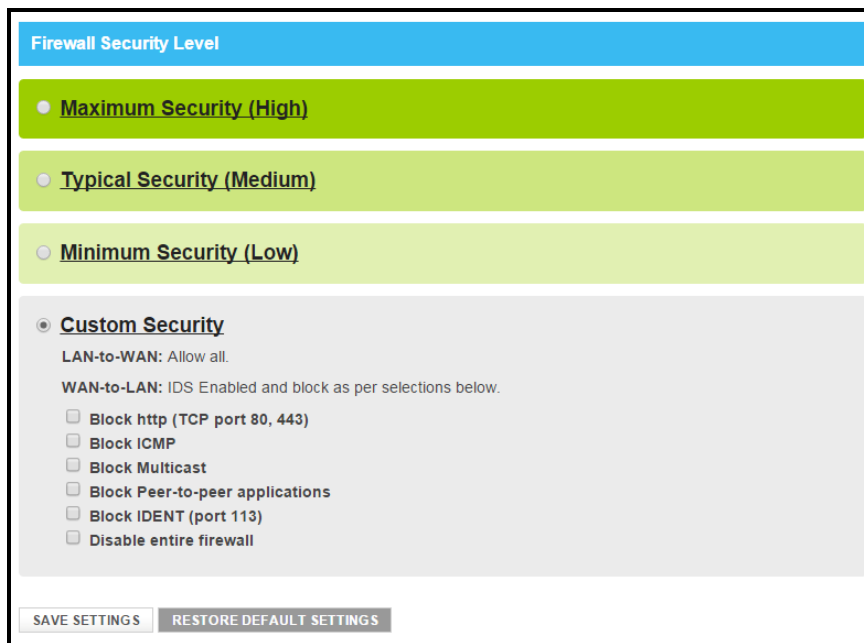 Firewall Security Level
Maximum Security (High)
Typical Security (Medium)
Minimum Security (Low)
Custom Security
LAN-to-WAN: Allow all.
WAN-to-LAN: IDS Enabled and block as per selections below.
Block http (TCP port 80, 443)
Block ICMP
Block Multicast
Block Peer-to-peer applications
Block IDENT (port 113)
Disable entire firewall
SAVE SETTINGS RESTORE DEFAULT SETTINGS